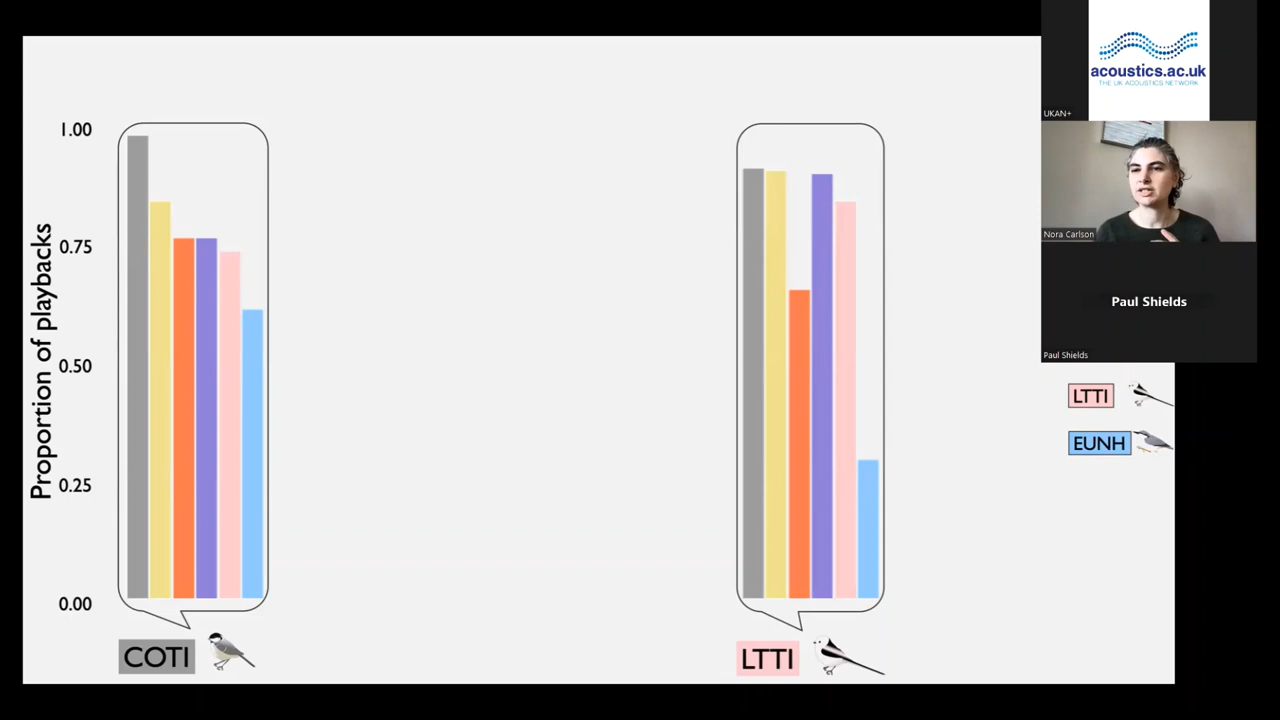 1.00
0.75
0.50
0.25
0.00
Proportion of playbacks
COTI
LTTI
acoustics.ac.uk
THE UK ACOUSTICS NETWORK
UKAN+
Nora Carlson
Paul Shields
Paul Shields
LTTI
EUNH